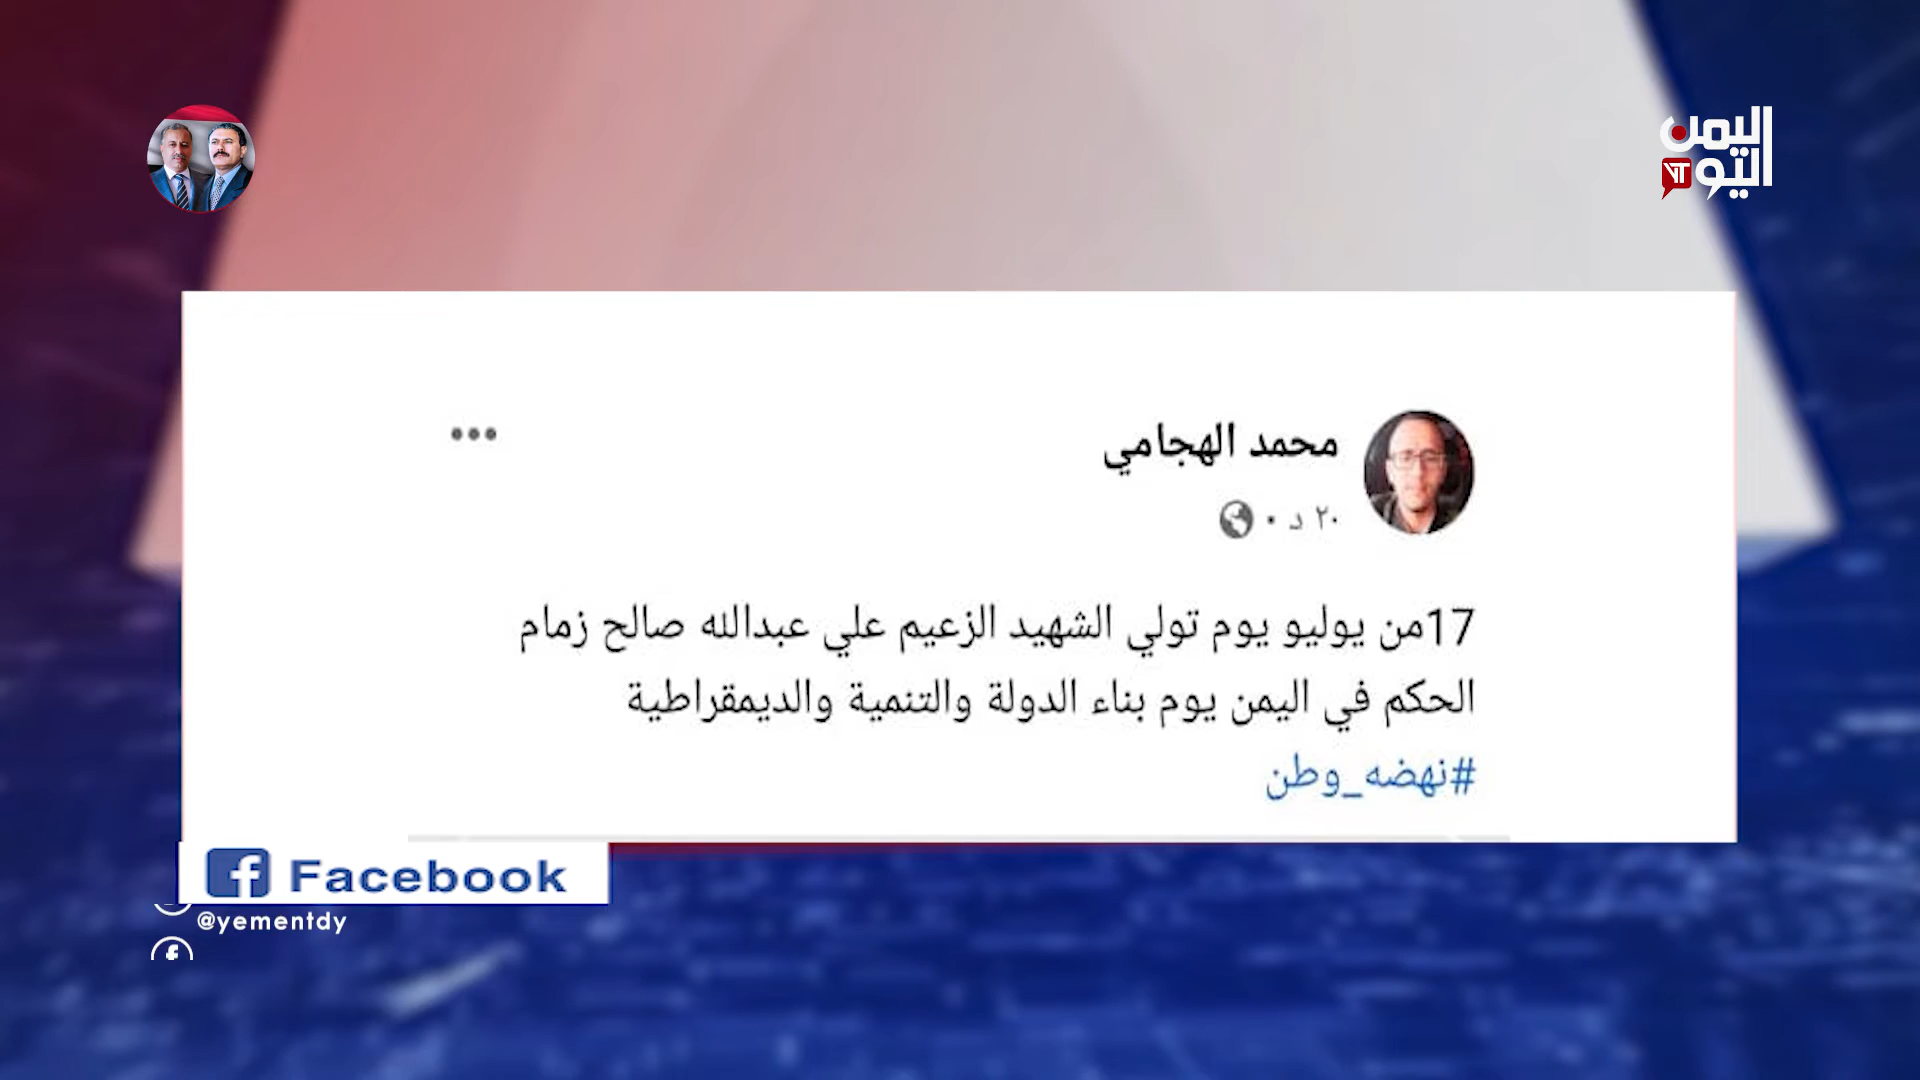 اليمن
اليوم
YT
محمد الهجامي
٢٠ د ·
17من يوليو يوم تولي الشهيد الزعيم علي عبدالله صالح زمام
الحكم في اليمن يوم بناء الدولة والتنمية والديمقراطية
#نهضه_وطن
Facebook
@yementdy